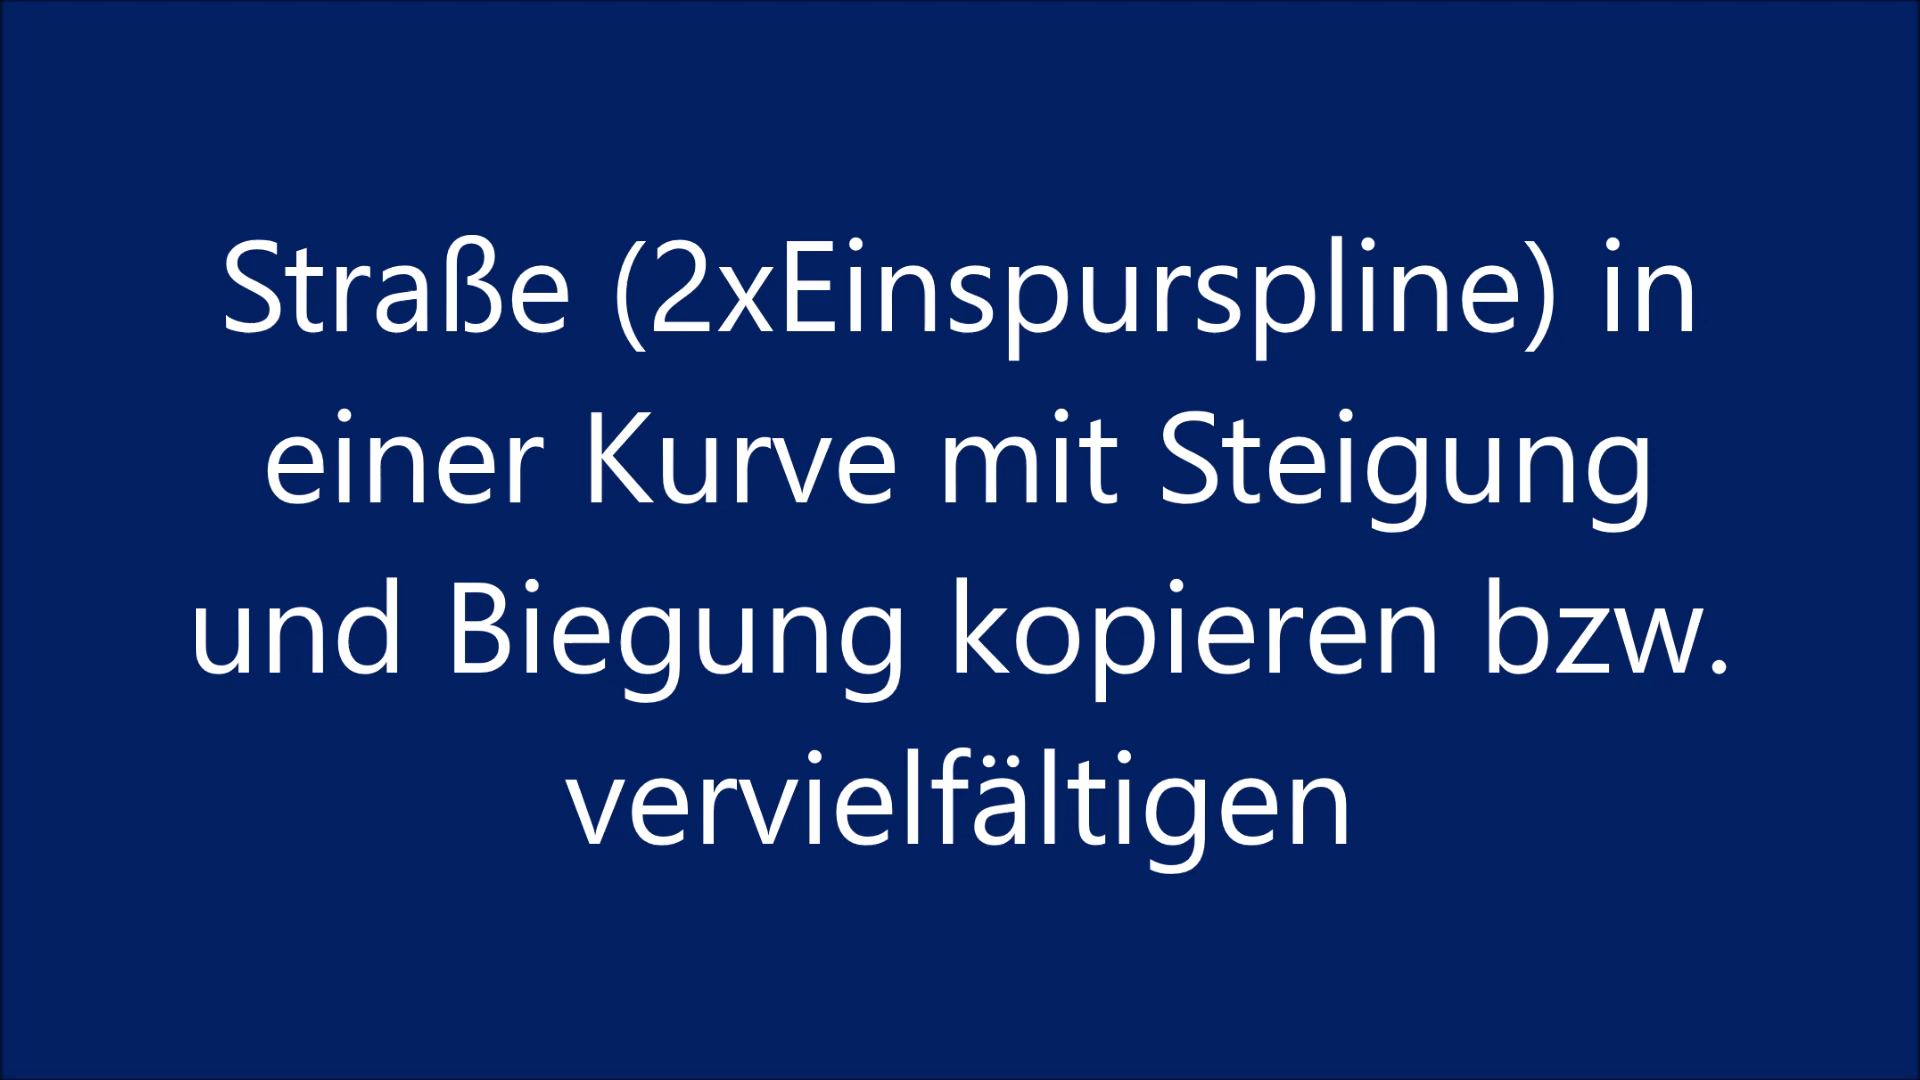 Straße (2xEinspurspline) in
einer Kurve mit Steigung
und Biegung kopieren bzw.
vervielfältigen